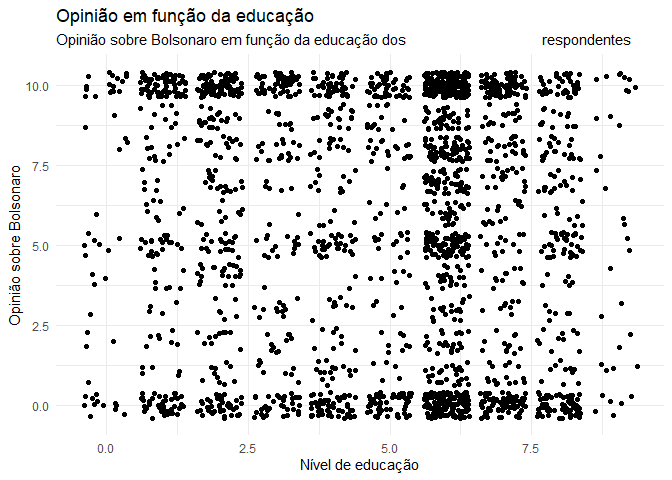 Opinião em função da educação
Opinião sobre Bolsonaro em função da educação dos respondentes
10.0
7.5
5.0
2.5
0.0
Opinião sobre Bolsonaro
0.0 2.5 5.0 7.5
Nível de educação